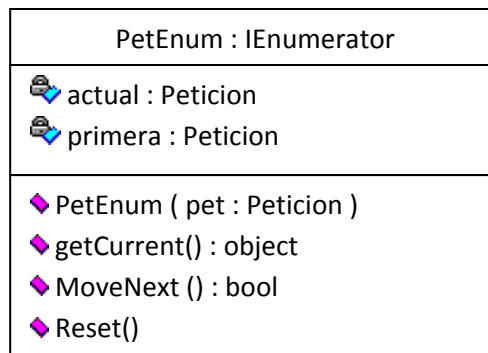 PetEnum : IEnumerator
actual : Peticion
primera : Peticion
PetEnum ( pet : Peticion )
getCurrent() : object
MoveNext () : bool
Reset()